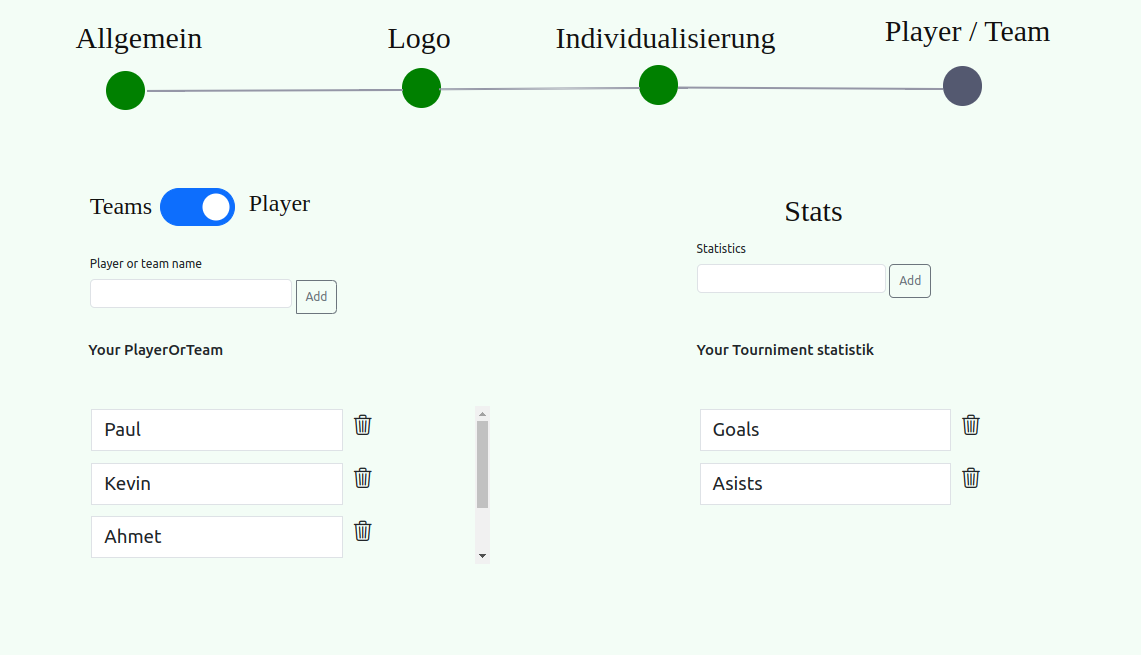 Allgemein
Logo
Individualisierung
Player / Team
Teams
Player
Stats
Player or team name
Statistics
Add
Add
Your PlayerOrTeam
Your Tourniment statistik
Paul
Goals
Kevin
Asists
Ahmet